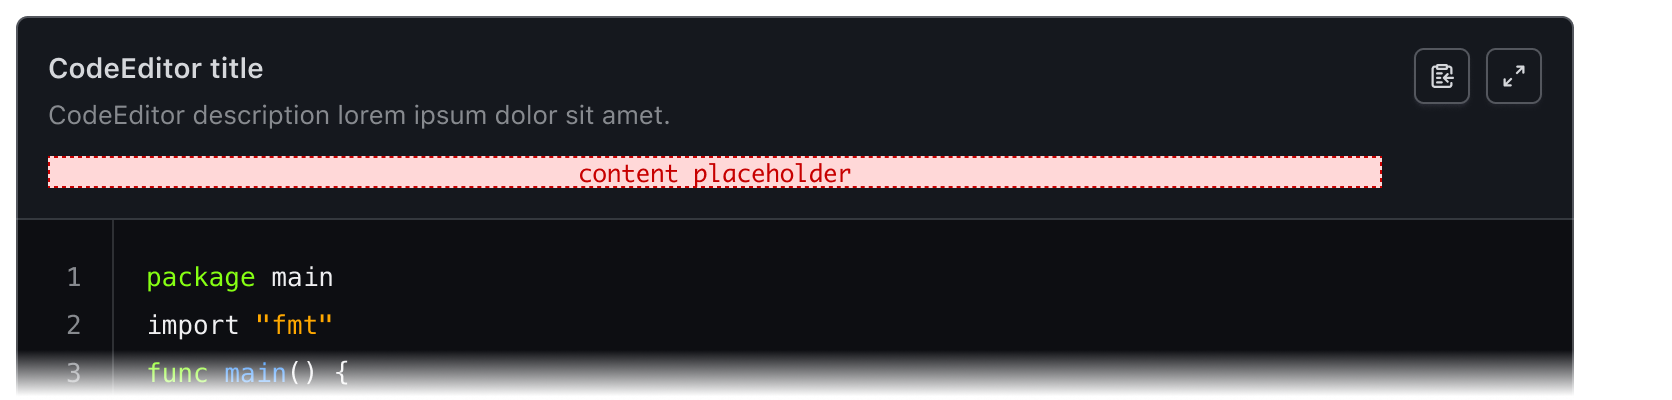 CodeEditor title
CodeEditor description lorem ipsum dolor sit amet.
content placeholder
1 package main
2 import "fmt"
3 func main() {